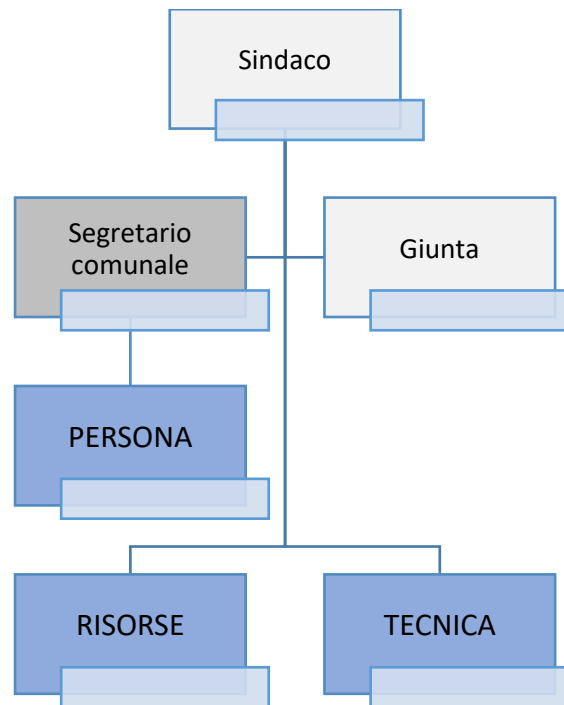 Sindaco
Segretario
comunale
Giunta
PERSONA
RISORSE
TECNICA